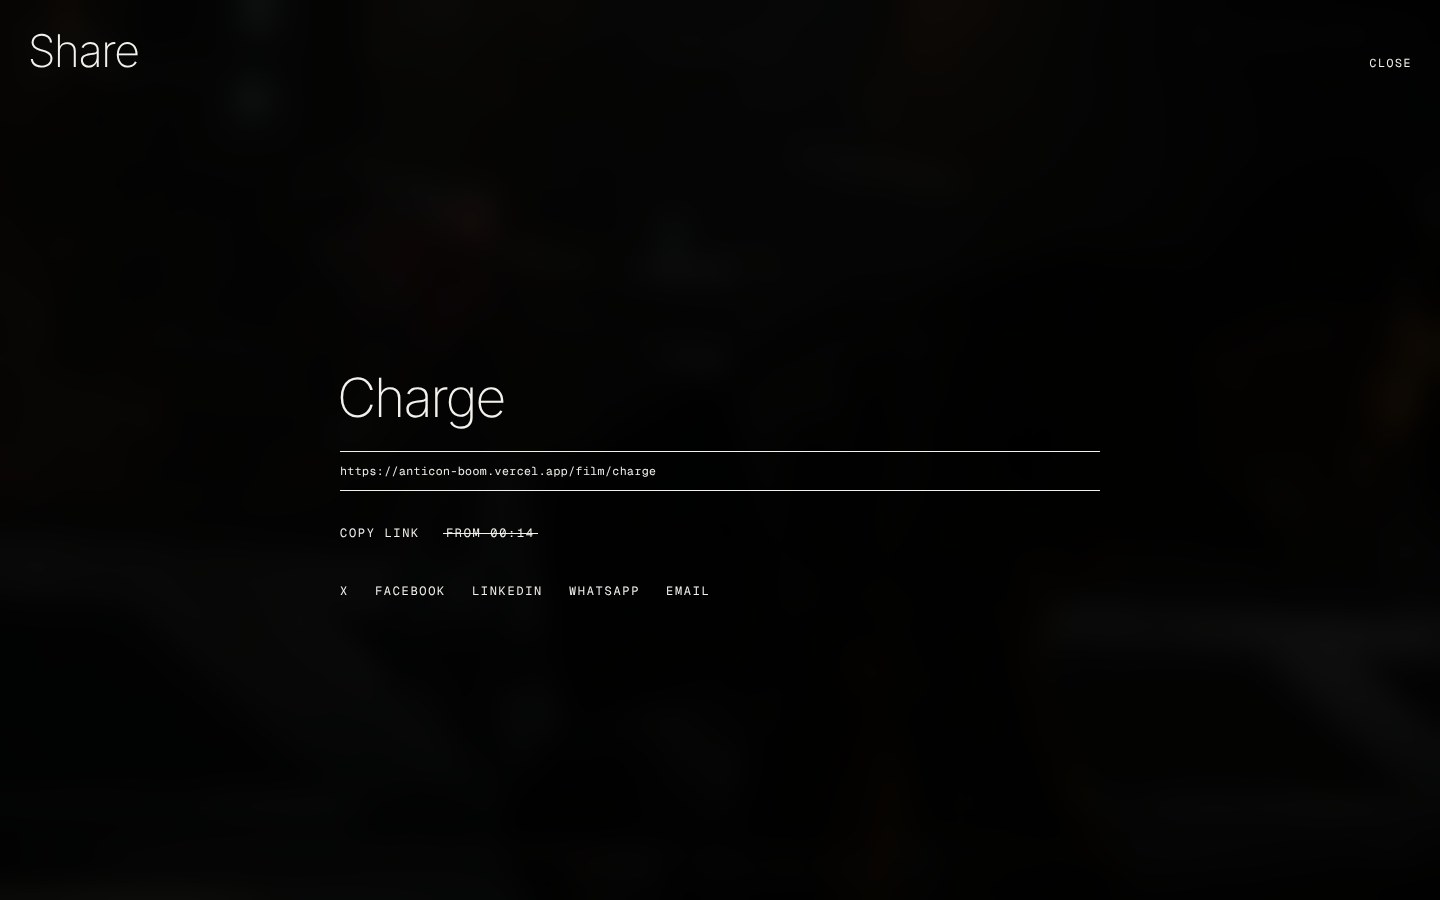 Share
CLOSE
Charge
https://anticon-boom.vercel.app/film/charge
COPY LINK FROM 00:14
X FACEBOOK LINKEDIN WHATSAPP EMAIL